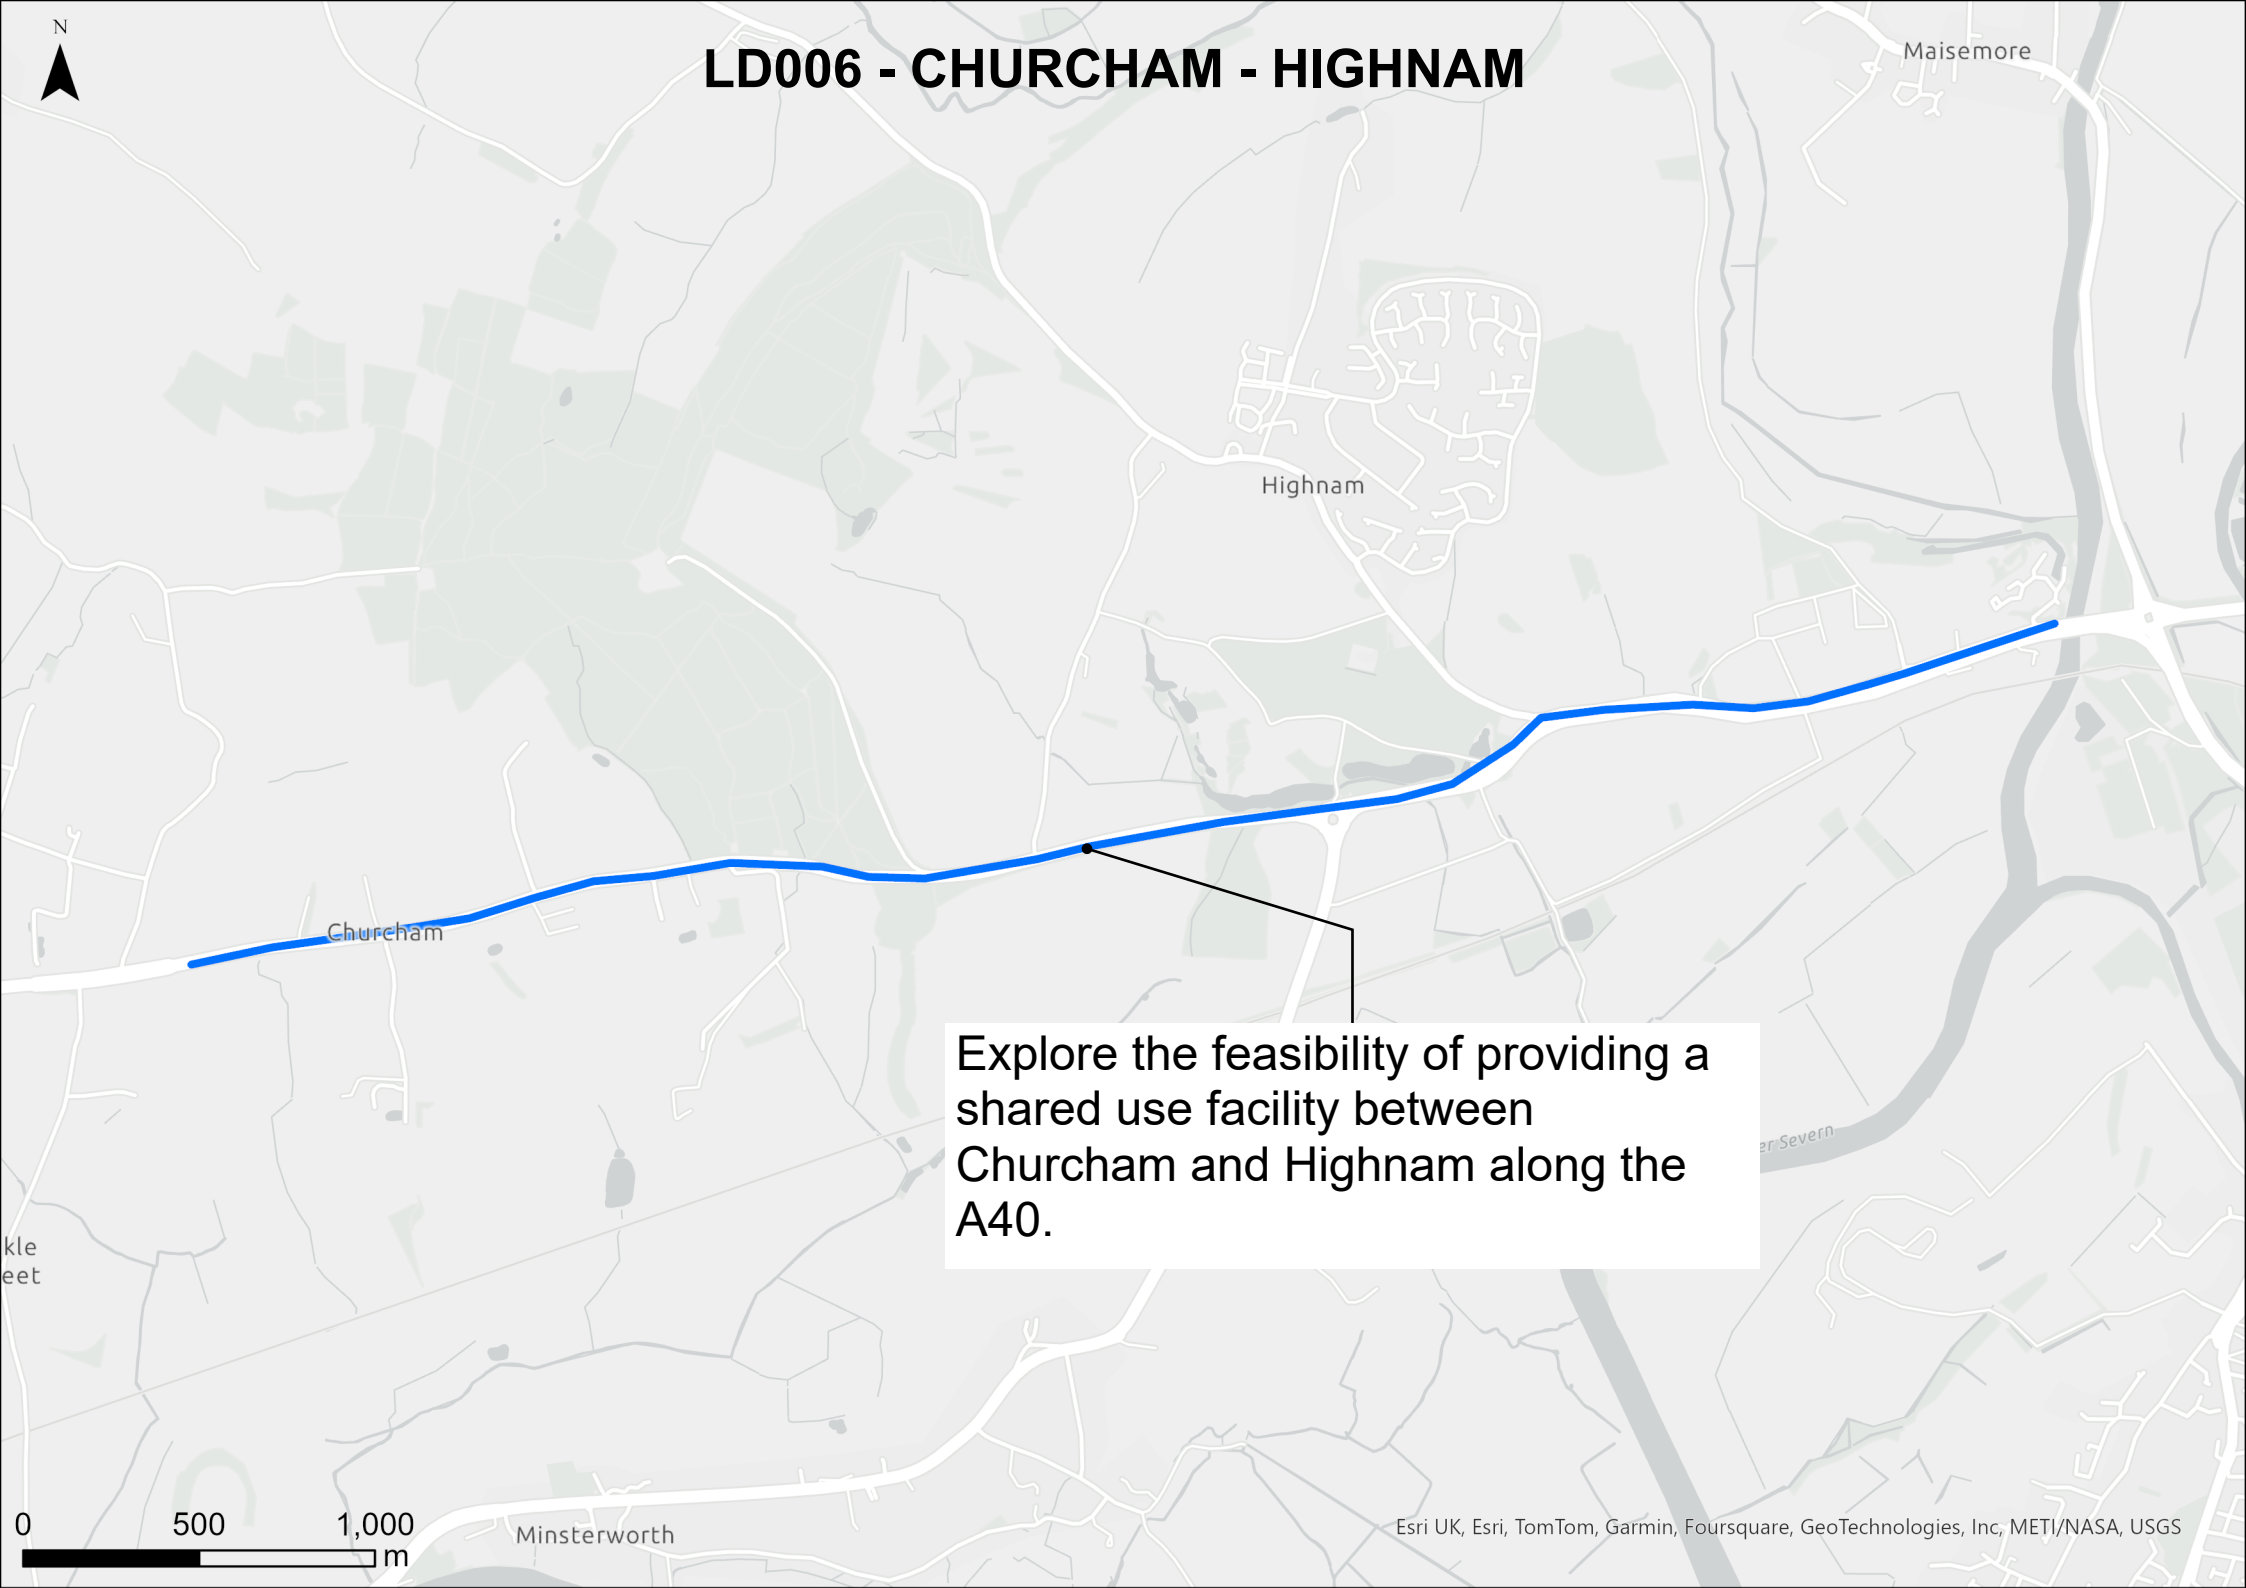 N
LD006 - CHURCHAM - HIGHNAM
Maisemore
Highnam
Churcham
Explore the feasibility of providing a
shared use facility between
Churcham and Highnam along the
A40.
er Severn
kle
eet
0 500 1,000
m
Minsterworth
Esri UK, Esri, TomTom, Garmin, Foursquare, GeoTechnologies, Inc, METI/NASA, USGS